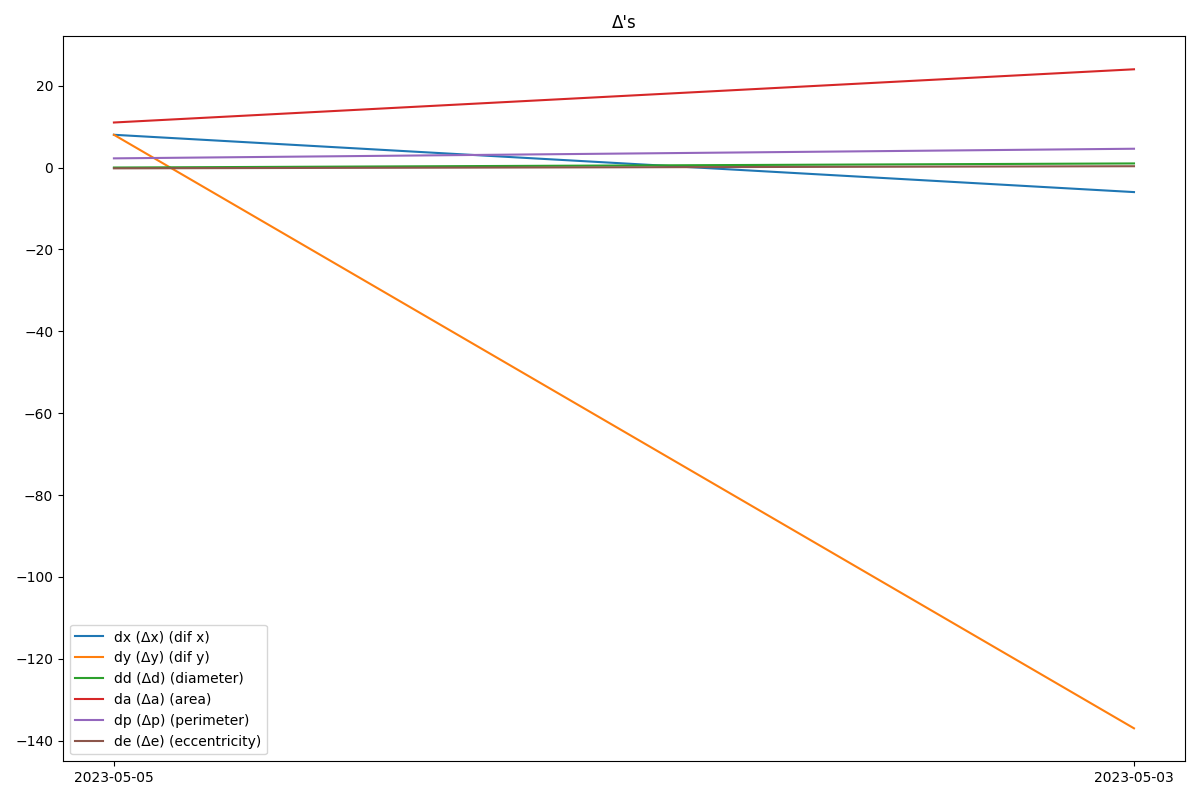 Δ's
20
0
−20
−40
−60
−80
−100
−120
−140
dx (Δx) (dif x)
dy (Δy) (dif y)
dd (Δd) (diameter)
da (Δa) (area)
dp (Δp) (perimeter)
de (Δe) (eccentricity)
2023-05-05
2023-05-03